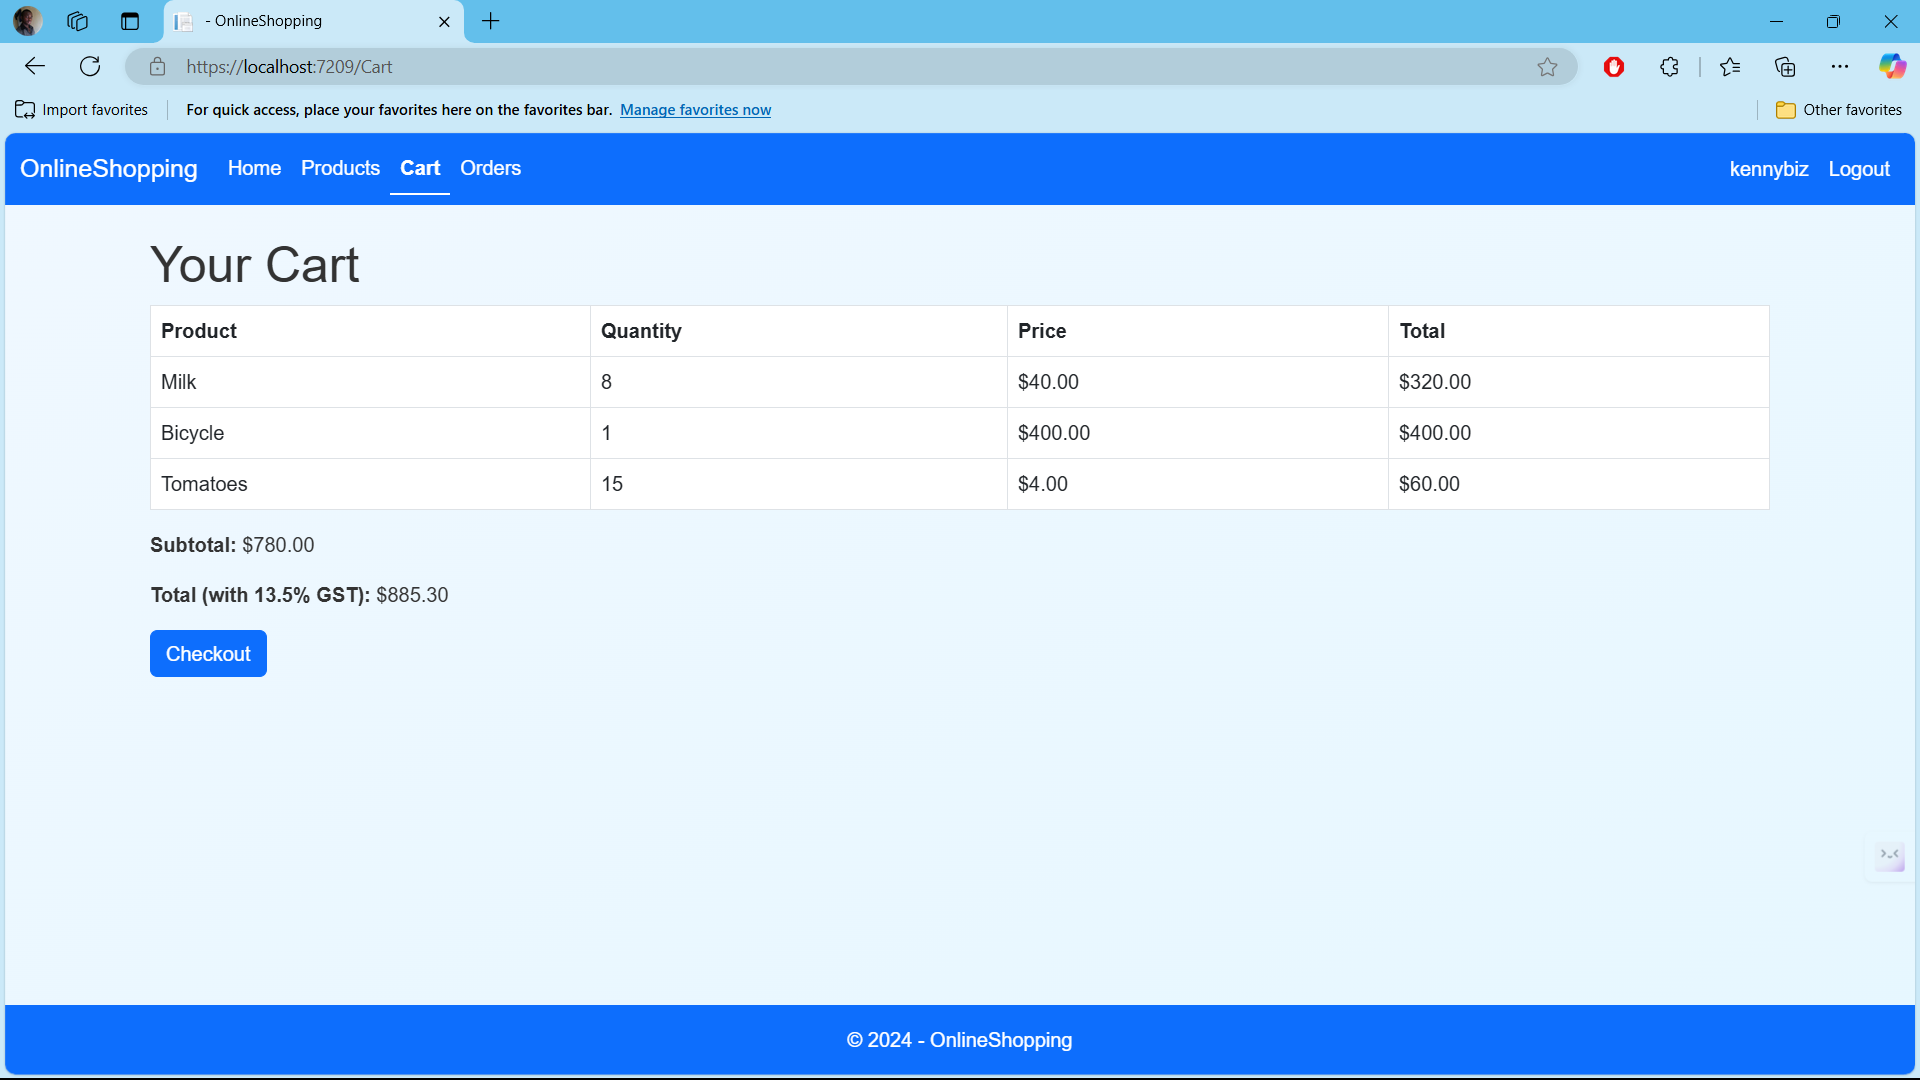 - OnlineShopping
https://localhost:7209/Cart
Import favorites For quick access, place your favorites here on the favorites bar. Manage favorites now Other favorites
OnlineShopping Home Products Cart Orders kennybiz Logout
Your Cart
Product Quantity Price Total
Milk 8 $40.00 $320.00
Bicycle 1 $400.00 $400.00
Tomatoes 15 $4.00 $60.00
Subtotal: $780.00
Total (with 13.5% GST): $885.30
Checkout
© 2024 - OnlineShopping